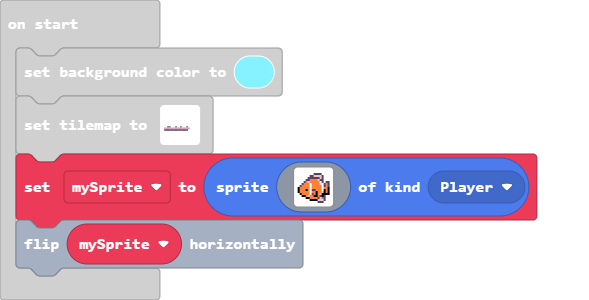 on start
set background color to
set tilemap to
set mySprite to sprite of kind Player
flip mySprite horizontally